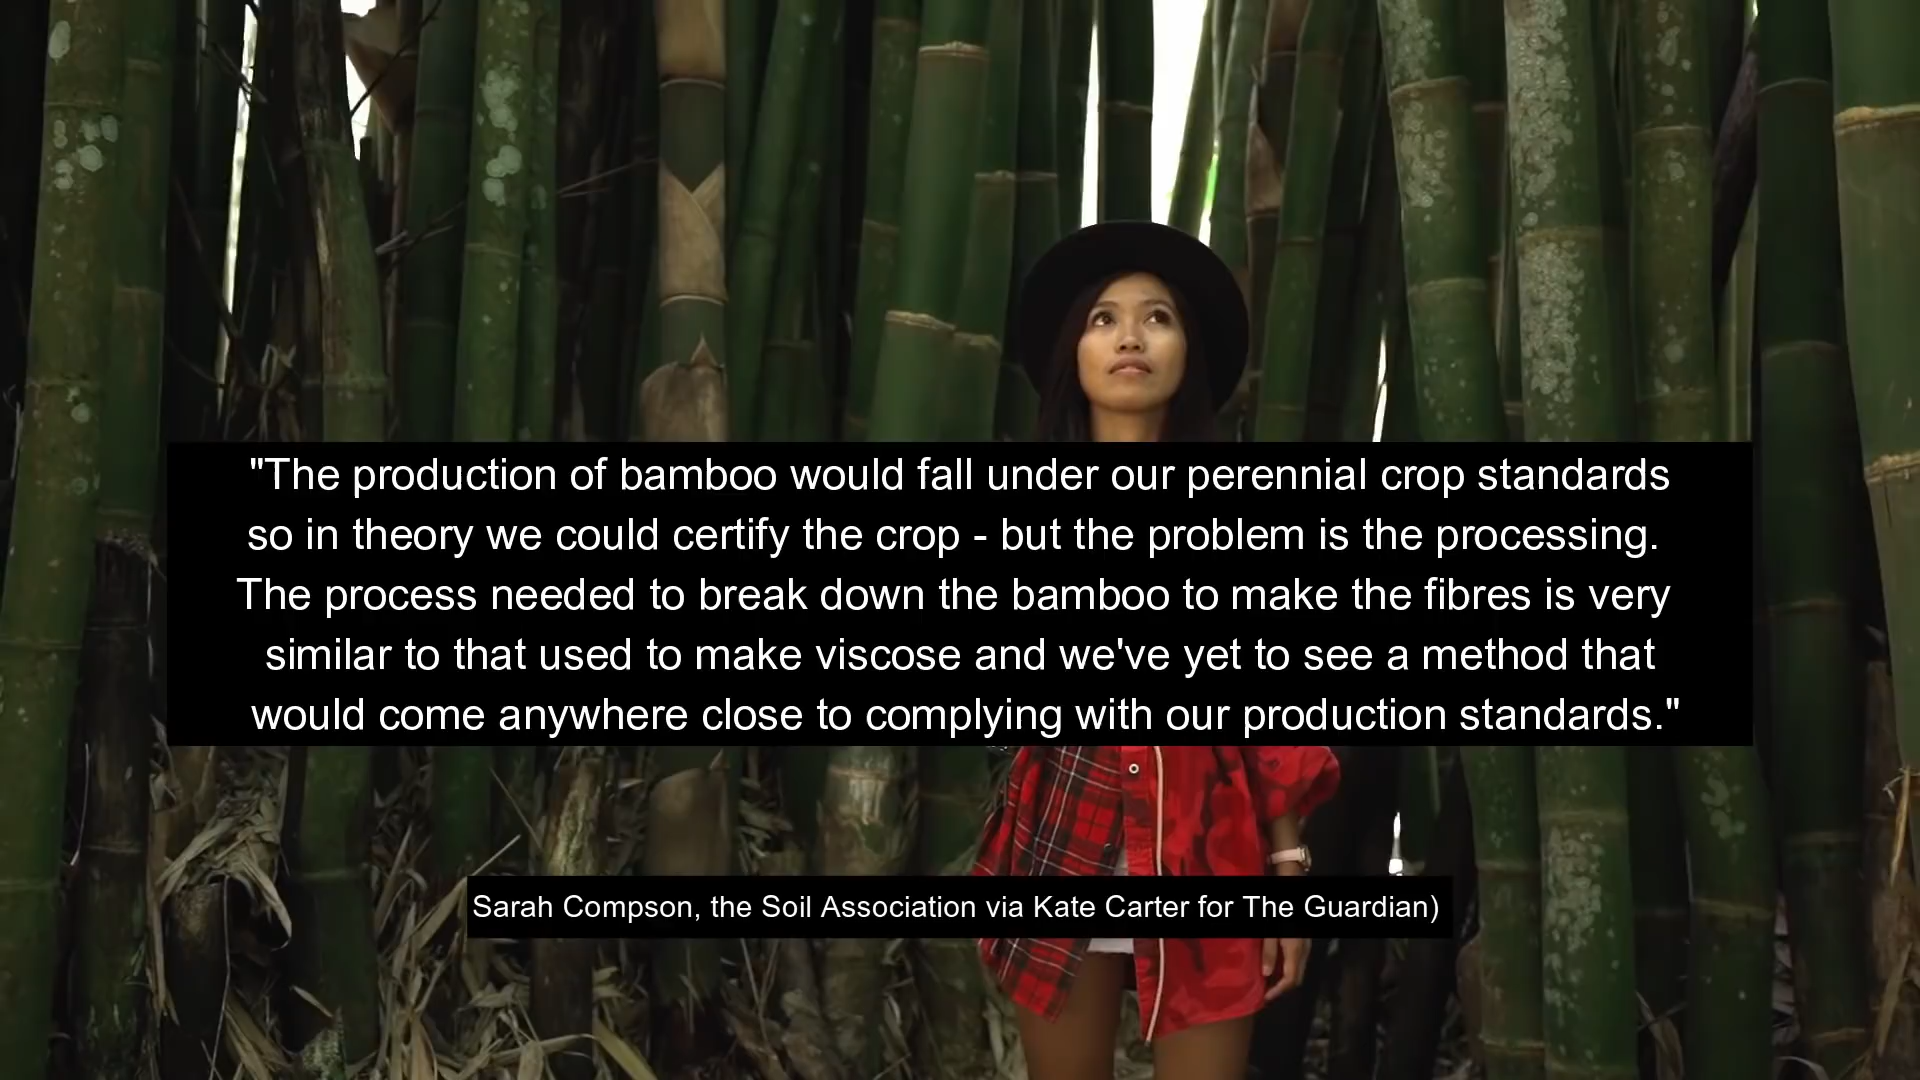 "The production of bamboo would fall under our perennial crop standards
so in theory we could certify the crop - but the problem is the processing.
The process needed to break down the bamboo to make the fibres is very
similar to that used to make viscose and we've yet to see a method that
would come anywhere close to complying with our production standards."
Sarah Compson, the Soil Association via Kate Carter for The Guardian)